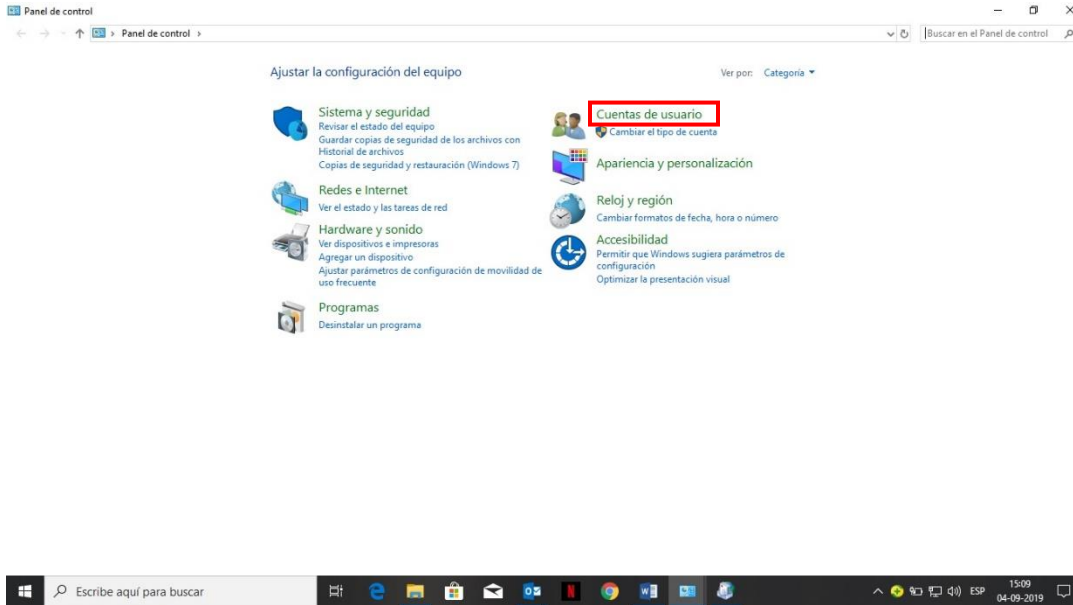 Panel de control
Panel de control
Buscar en el Panel de control
Ajustar la configuración del equipo
Ver por: Categoría
Sistema y seguridad
Revisar el estado del equipo
Guardar copias de seguridad de los archivos con
Historial de archivos
Copias de seguridad y restauración (Windows 7)
Redes e Internet
Ver el estado y las tareas de red
Hardware y sonido
Ver dispositivos e impresoras
Agregar un dispositivo
Ajustar parámetros de configuración de movilidad de
uso frecuente
Programas
Desinstalar un programa
Cuentas de usuario
Cambiar el tipo de cuenta
Apariencia y personalización
Reloj y región
Cambiar formatos de fecha, hora o número
Accesibilidad
Permitir que Windows sugiera parámetros de
configuración
Optimizar la presentación visual
Escribe aquí para buscar
ESP
15:09
04-09-2019